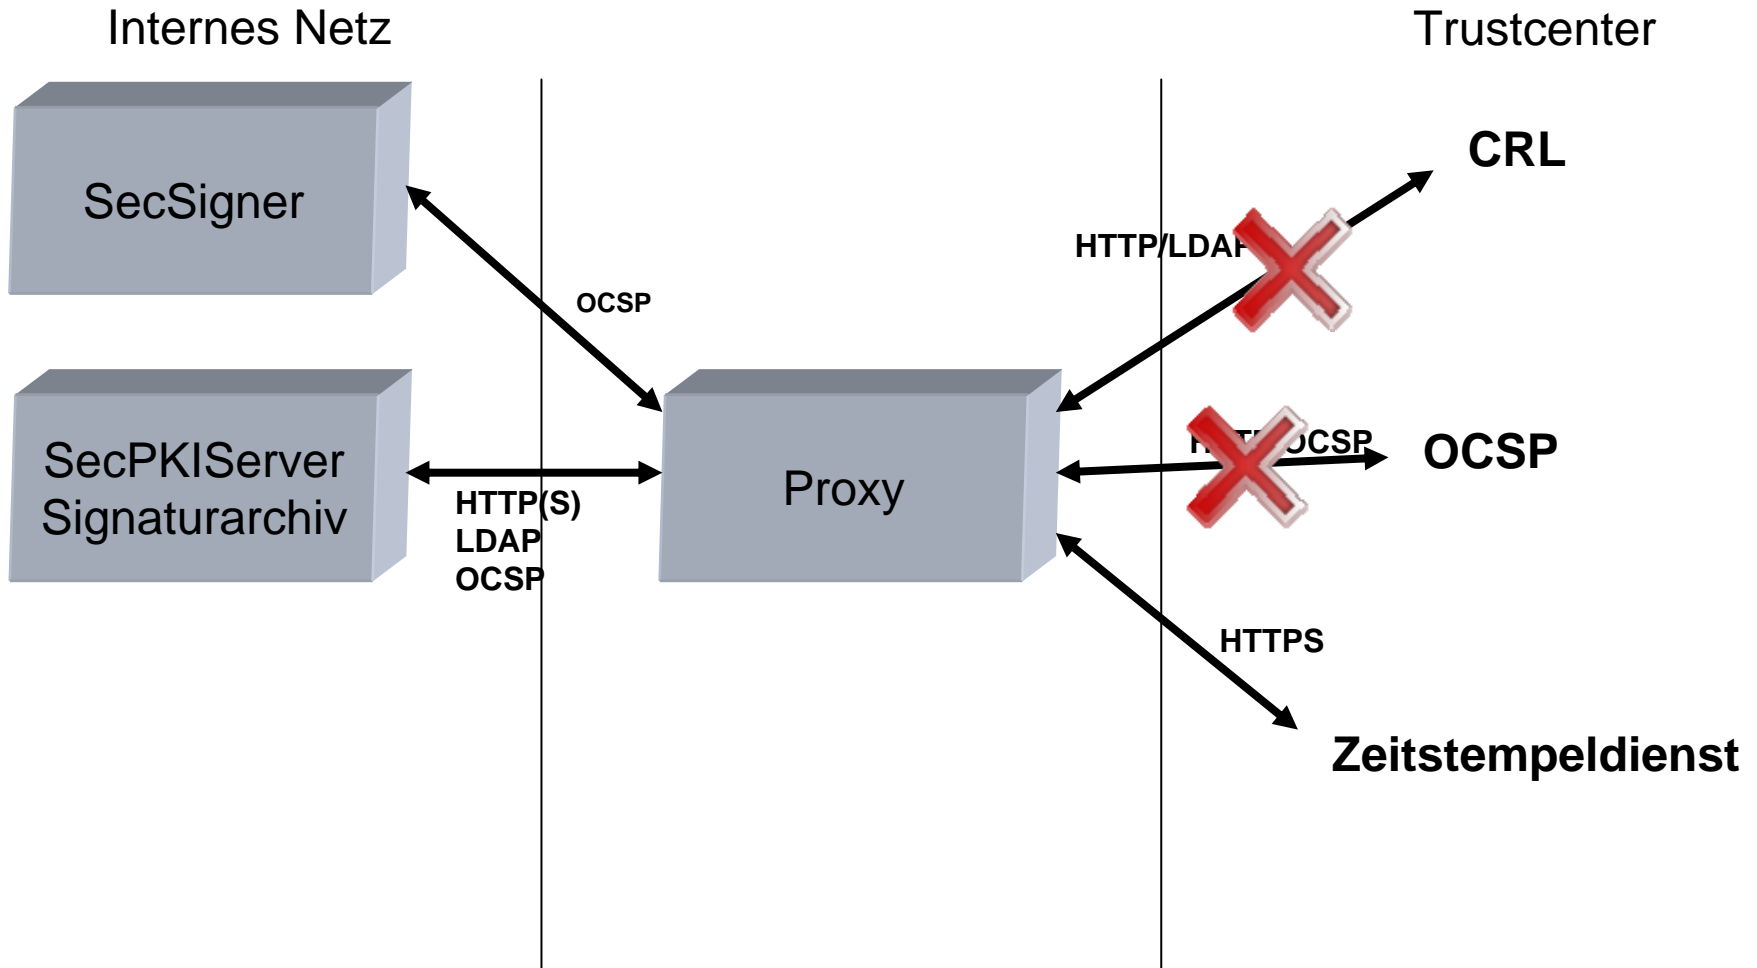 Internes Netz
Trustcenter
SecSigner
CRL
HTTP/LDAP
OCSP
SecPKIServer
Signaturarchiv
HTTP(S)
LDAP
OCSP
Proxy
OCSP
OCSP
HTTPS
Zeitstempeldienst